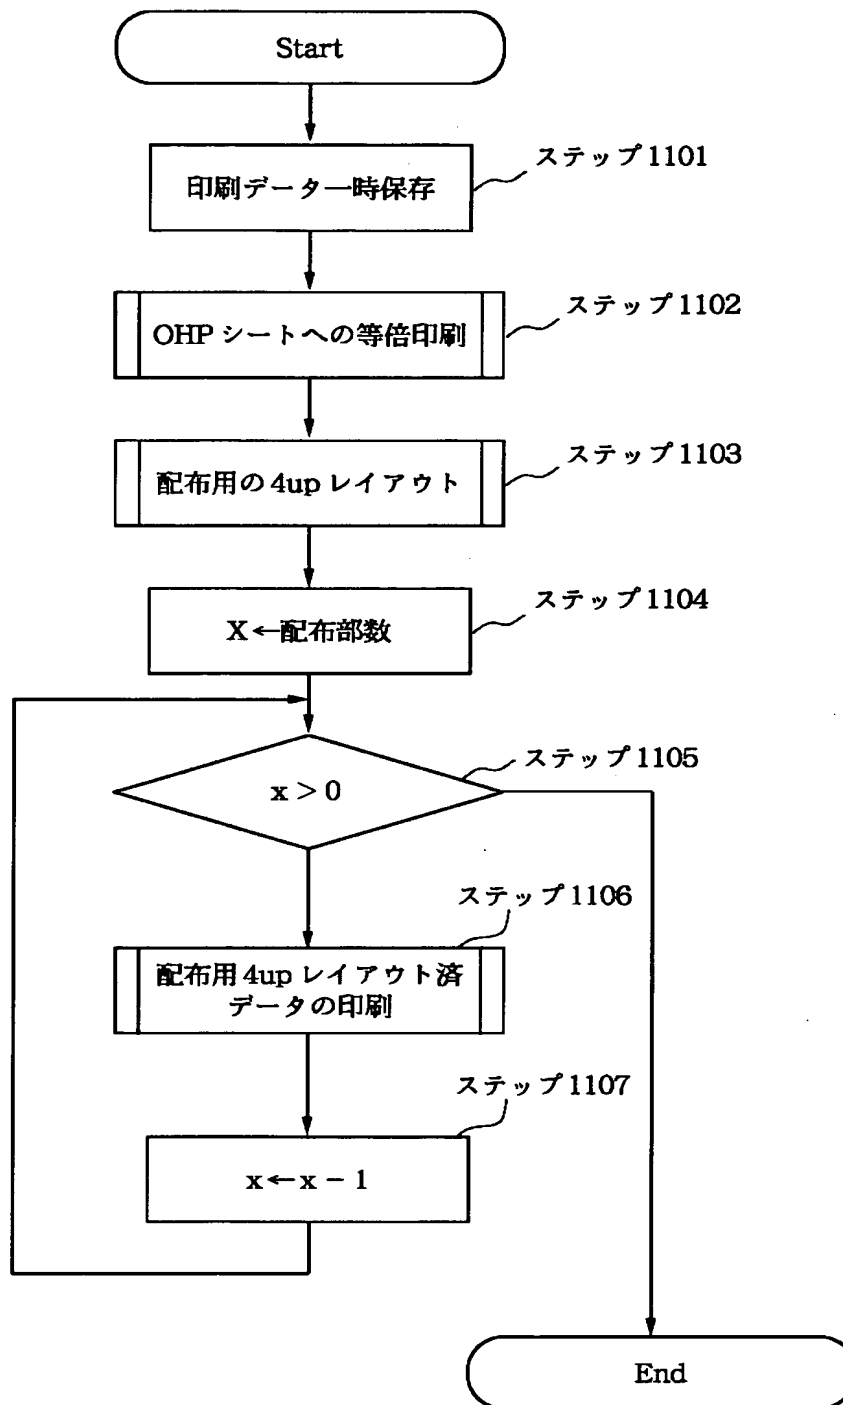 Start
ステップ1101
印刷データ一時保存
ステップ1102
OHP シートへの等倍印刷
ステップ1103
配布用の 4up レイアウト
ステップ1104
X←配布部数
ステップ1105
x > 0
ステップ1106
配布用 4up レイアウト済
データの印刷
ステップ1107
x←x − 1
End